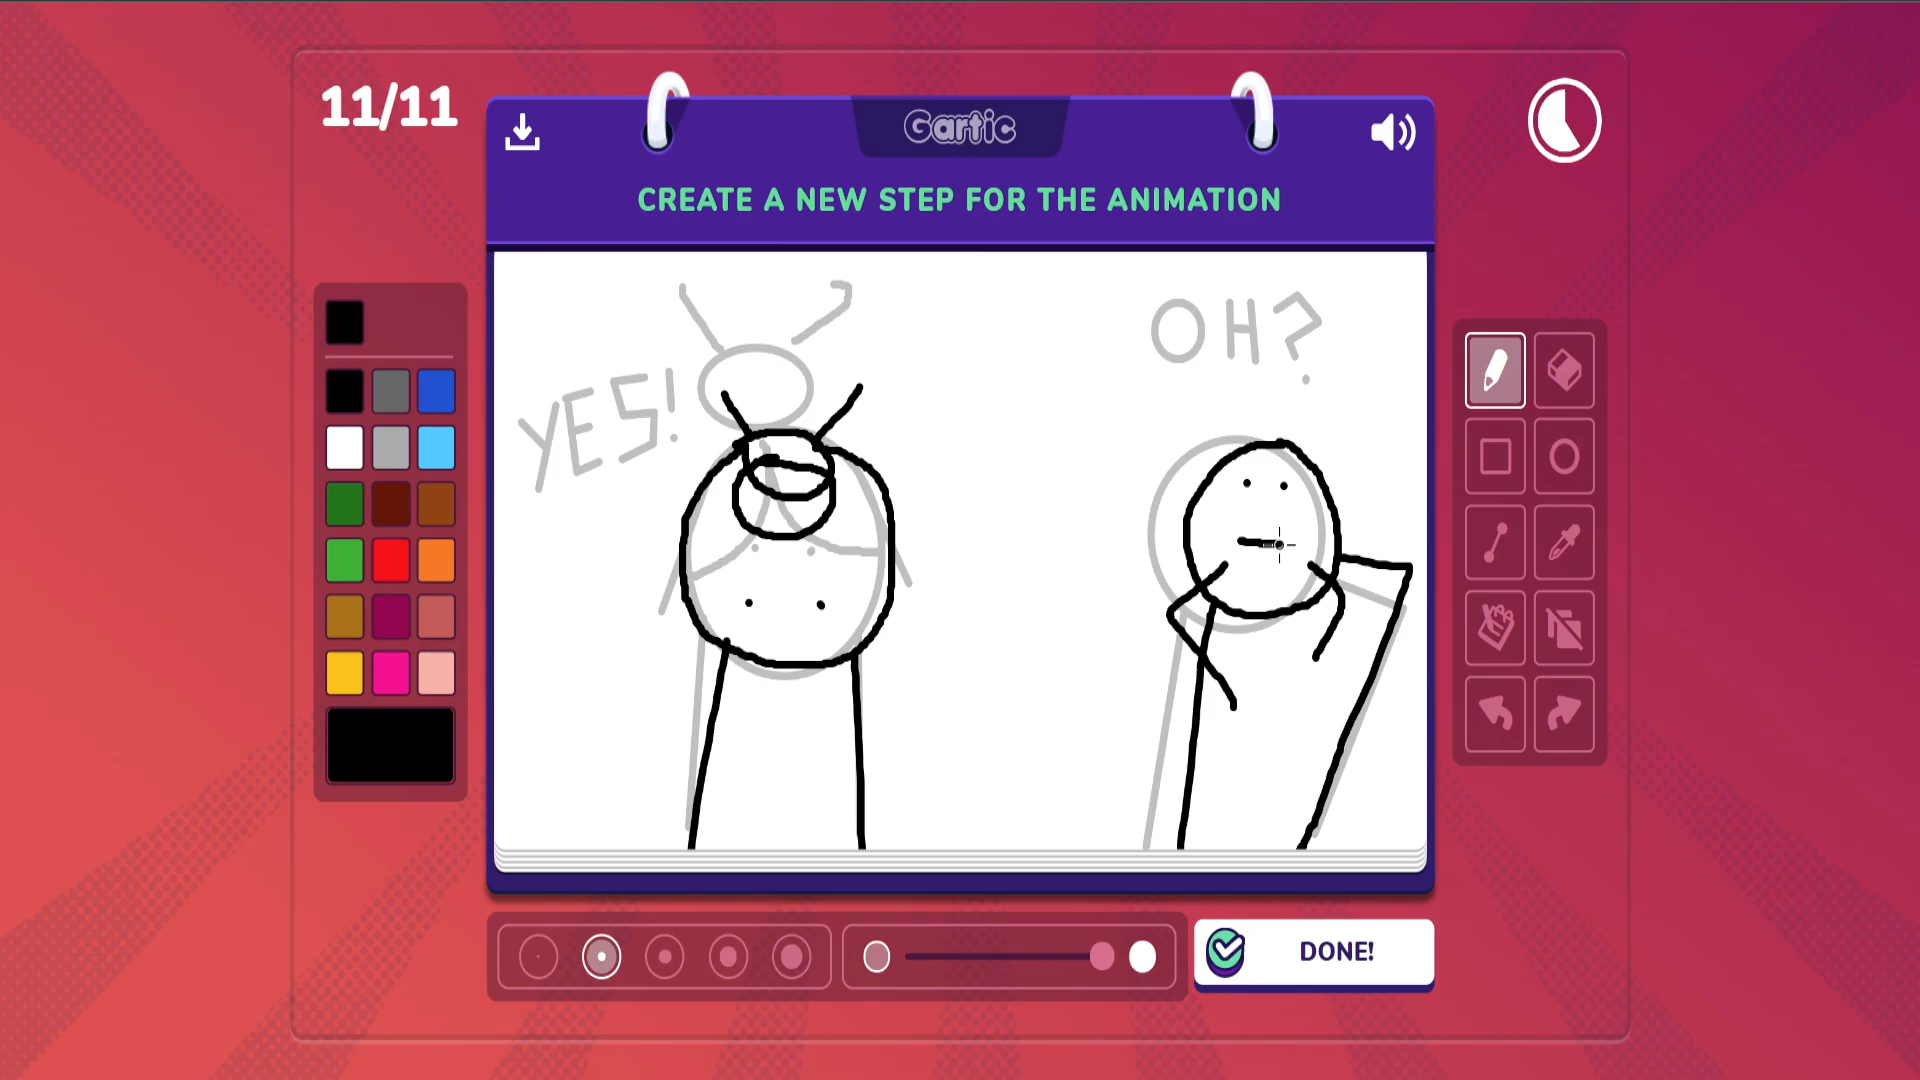 11/11
Gartic
CREATE A NEW STEP FOR THE ANIMATION
OH?
YES!
DONE!